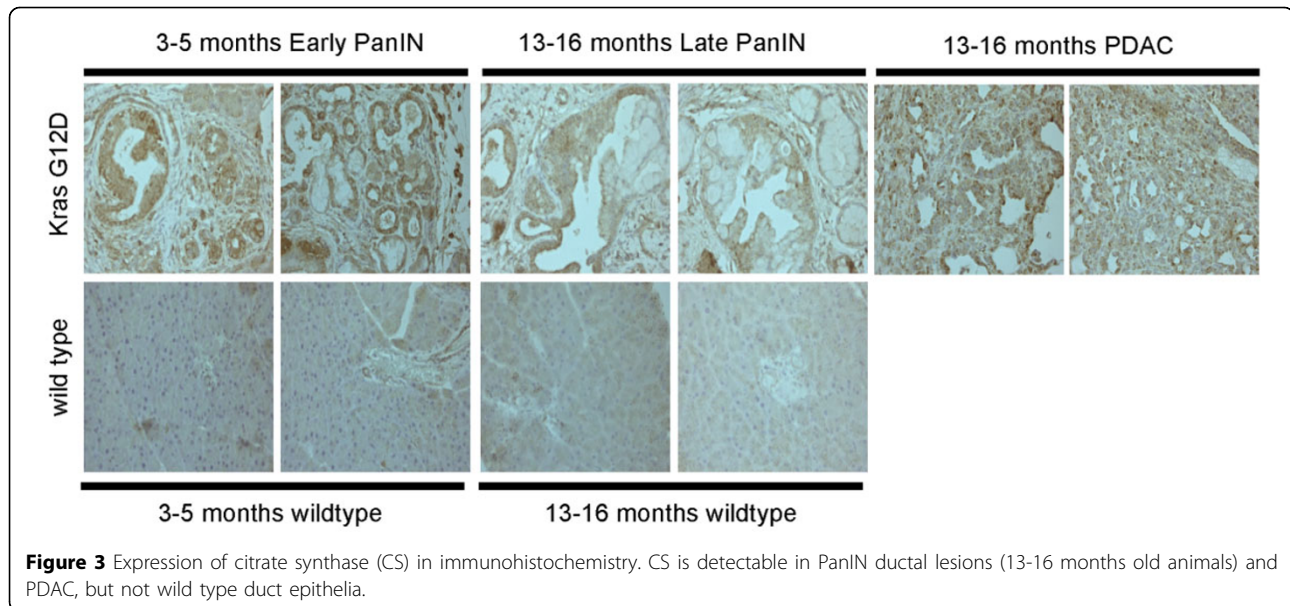 3-5 months Early PanIN
13-16 months Late PanIN
13-16 months PDAC
Kras G12D
wild type
3-5 months wildtype
13-16 months wildtype
Figure 3 Expression of citrate synthase (CS) in immunohistochemistry. CS is detectable in PanIN ductal lesions (13-16 months old animals) and
PDAC, but not wild type duct epithelia.